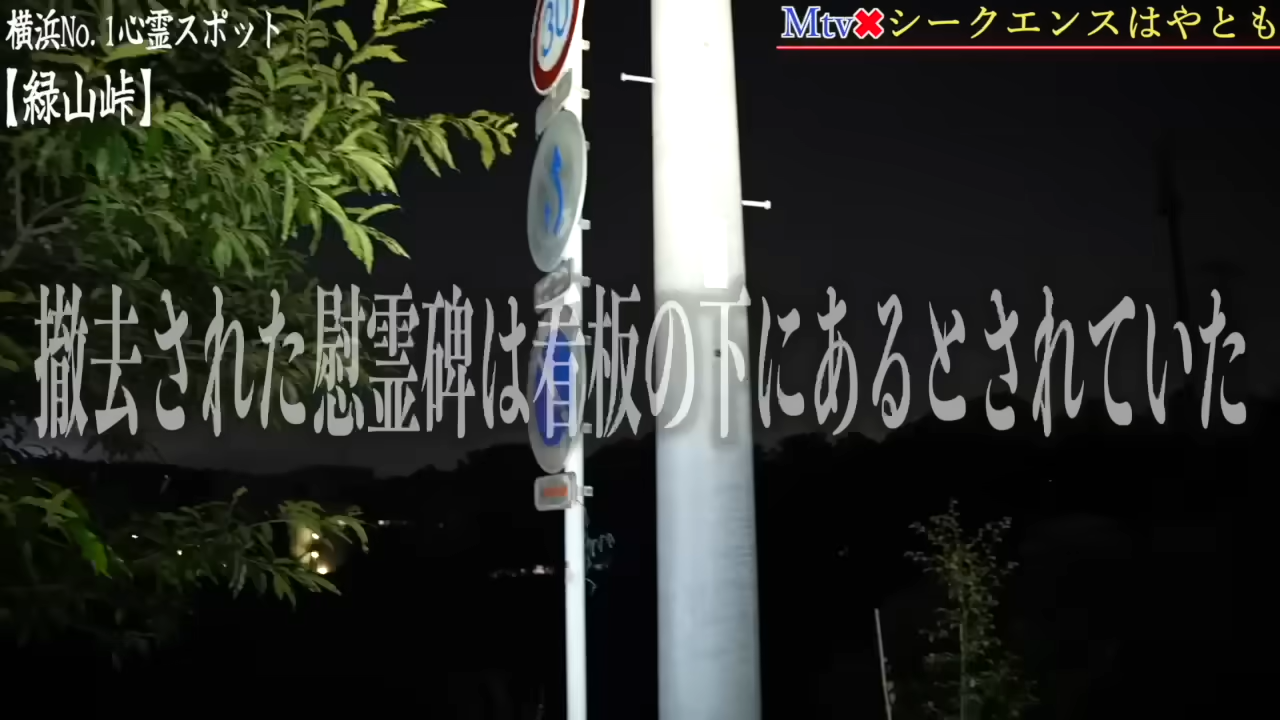 横浜No.1心霊スポット
【緑山峠】
Mtv✖シークエンスはやとも
30
撤去された慰霊碑は看板の下にあるとされていた